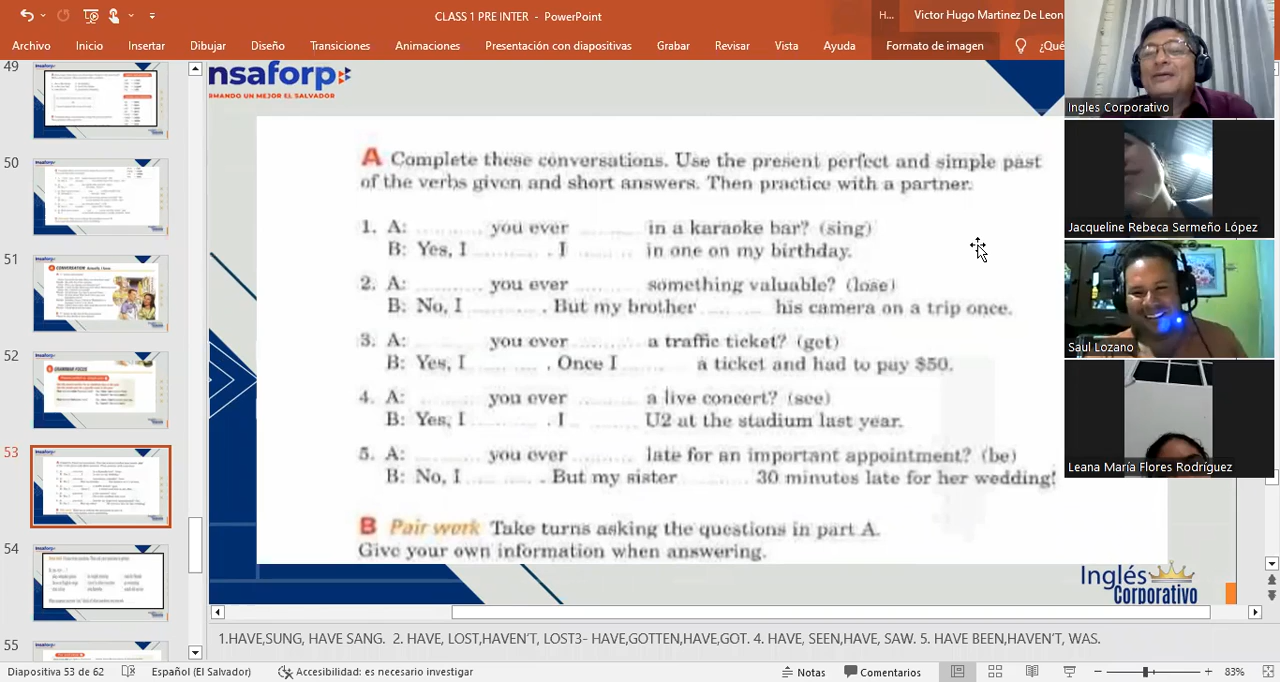 CLASS 1 PRE INTER - PowerPoint
H...
Victor Hugo Martinez De Leon
Archivo
Inicio
Insertar
Dibujar
Diseño
Transiciones
Animaciones
Presentación con diapositivas
Grabar
Revisar
Vista
Ayuda
Formato de imagen
¿Qué
49
50
51
52
53
54
55
nsaforp
RMANDO UN MEJOR EL SALVADOR
A Complete these conversations. Use the present perfect and simple past
of the verbs given and short answers. Then practice with a partner.
1. A: ........ you ever ........ in a karaoke bar? (sing)
B: Yes, I ........ . I ........ in one on my birthday.
2. A: ........ you ever ........ something valuable? (lose)
B: No, I ........ . But my brother ........ his camera on a trip once.
3. A: ........ you ever ........ a traffic ticket? (get)
B: Yes, I ........ . Once I ........ a ticket and had to pay $50.
4. A: ........ you ever ........ a live concert? (see)
B: Yes, I ........ . I ........ U2 at the stadium last year.
5. A: ........ you ever ........ late for an important appointment? (be)
B: No, I ........ . But my sister ........ 30 minutes late for her wedding!
B Pair work Take turns asking the questions in part A.
Give your own information when answering.
Inglés
Corporativo
Ingles Corporativo
Jacqueline Rebeca Sermeño López
Saul Lozano
Leana María Flores Rodríguez
1.HAVE,SUNG, HAVE SANG. 2. HAVE, LOST,HAVEN'T, LOST3- HAVE,GOTTEN,HAVE,GOT. 4. HAVE, SEEN,HAVE, SAW. 5. HAVE BEEN,HAVEN'T, WAS.
Diapositiva 53 de 62
Español (El Salvador)
Accesibilidad: es necesario investigar
Notas
Comentarios
83%